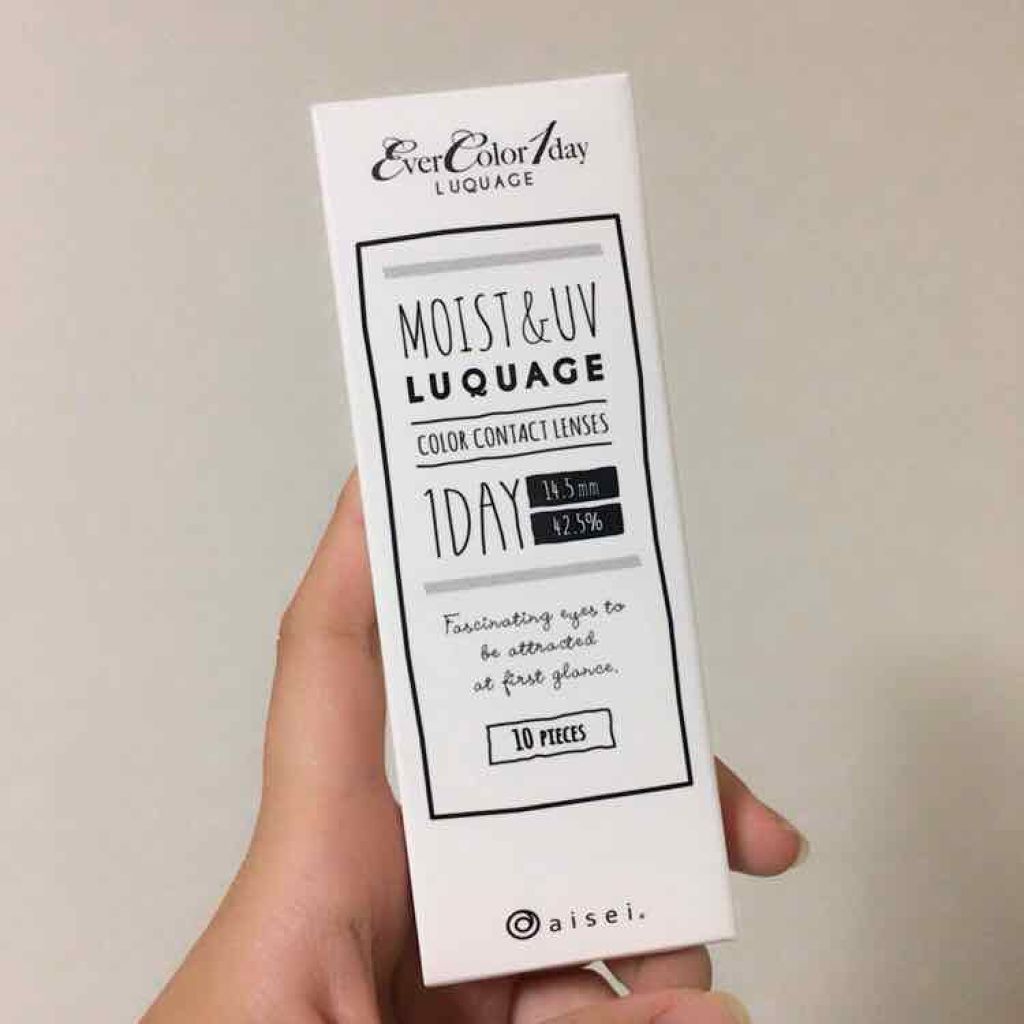 EverColor1day
LUQUAGE
MOIST&UV
LUQUAGE
COLOR CONTACT LENSES
1DAY
14.5mm
42.5%
Fascinating eyes to
be attracted
at first glance.
10 PIECES
aisei.